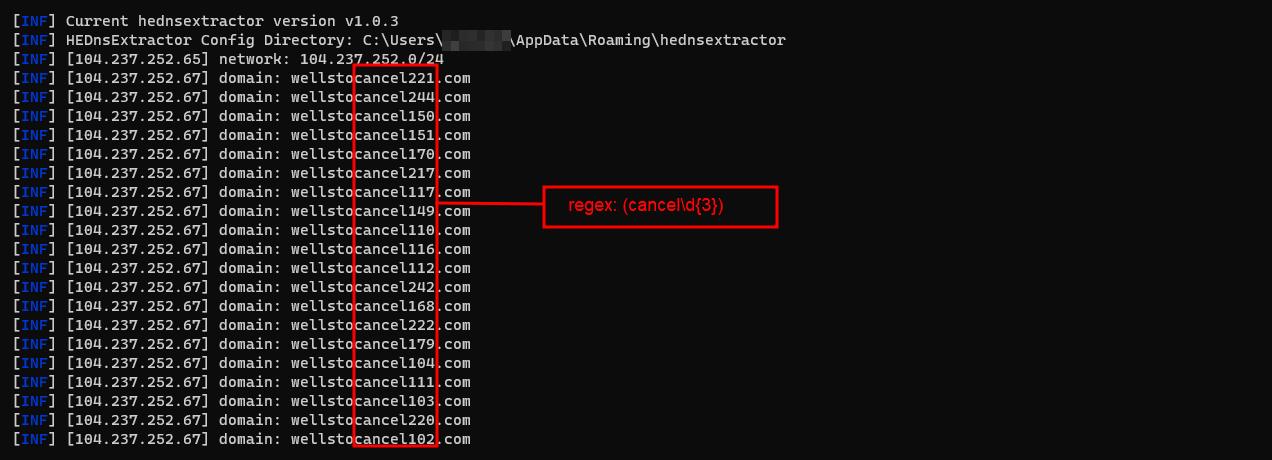 [INF] Current hednsextractor version v1.0.3
[INF] HEDnsExtractor Config Directory: C:\Users\ \AppData\Roaming\hednsextractor
[INF] [104.237.252.65] network: 104.237.252.0/24
[INF] [104.237.252.67] domain: wellstocancel221.com
[INF] [104.237.252.67] domain: wellstocancel244.com
[INF] [104.237.252.67] domain: wellstocancel150.com
[INF] [104.237.252.67] domain: wellstocancel151.com
[INF] [104.237.252.67] domain: wellstocancel170.com
[INF] [104.237.252.67] domain: wellstocancel217.com
[INF] [104.237.252.67] domain: wellstocancel117.com
regex: (cancel\d{3})
[INF] [104.237.252.67] domain: wellstocancel149.com
[INF] [104.237.252.67] domain: wellstocancel110.com
[INF] [104.237.252.67] domain: wellstocancel116.com
[INF] [104.237.252.67] domain: wellstocancel112.com
[INF] [104.237.252.67] domain: wellstocancel242.com
[INF] [104.237.252.67] domain: wellstocancel168.com
[INF] [104.237.252.67] domain: wellstocancel222.com
[INF] [104.237.252.67] domain: wellstocancel179.com
[INF] [104.237.252.67] domain: wellstocancel104.com
[INF] [104.237.252.67] domain: wellstocancel111.com
[INF] [104.237.252.67] domain: wellstocancel103.com
[INF] [104.237.252.67] domain: wellstocancel220.com
[INF] [104.237.252.67] domain: wellstocancel102.com